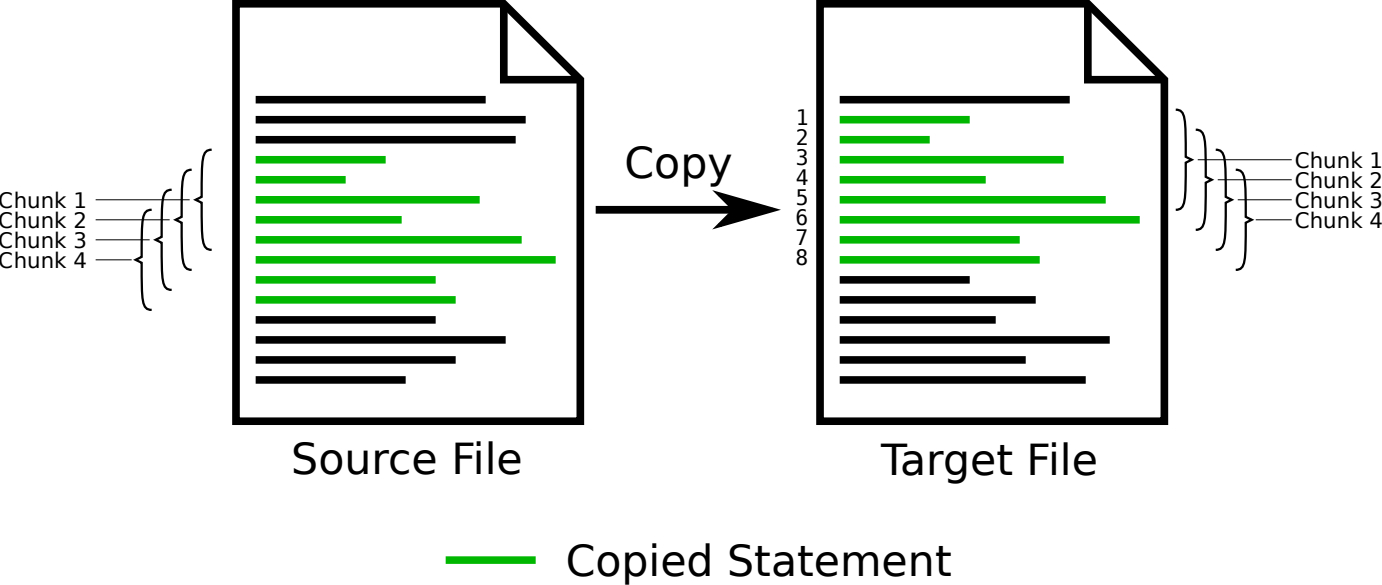 Copy
1
2
3
4
5
6
7
8
Chunk 1
Chunk 2
Chunk 3
Chunk 4
Chunk 1
Chunk 2
Chunk 3
Chunk 4
Source File
Target File
Copied Statement